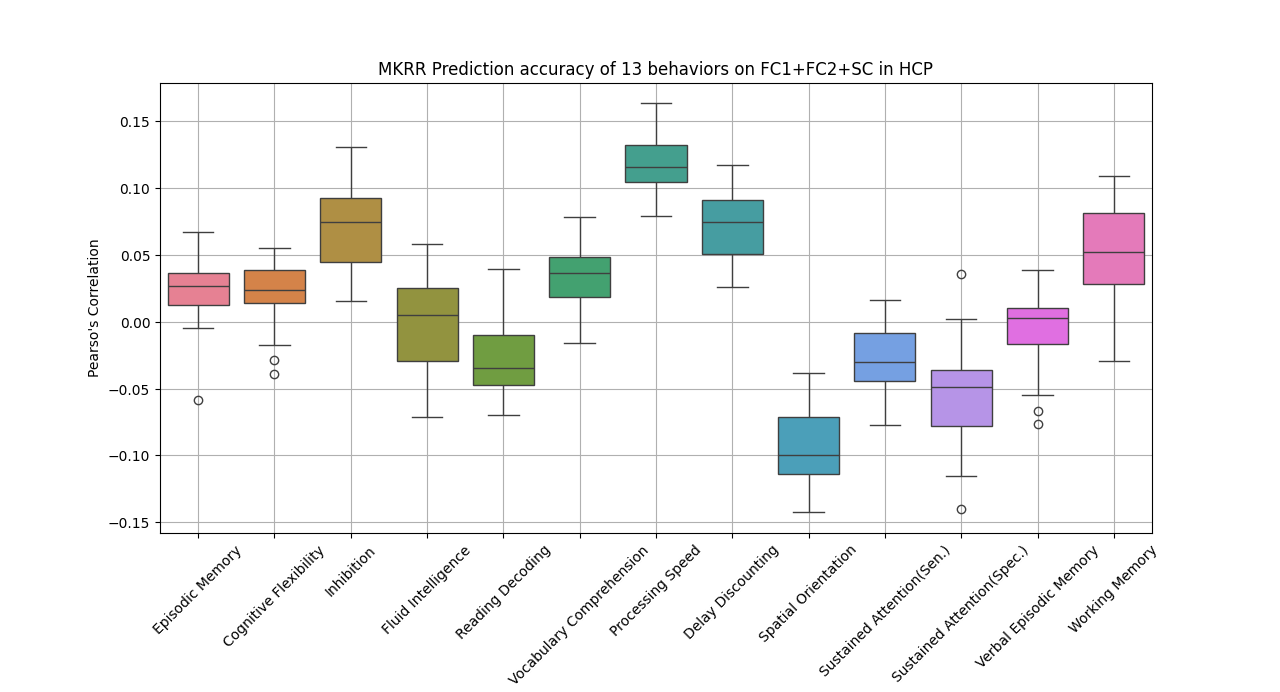 MKRR Prediction accuracy of 13 behaviors on FC1+FC2+SC in HCP
Pearso's Correlation
0.15
0.10
0.05
0.00
−0.05
−0.10
−0.15
Episodic Memory
Cognitive Flexibility
Inhibition
Fluid Intelligence
Reading Decoding
Vocabulary Comprehension
Processing Speed
Delay Discounting
Spatial Orientation
Sustained Attention(Sen.)
Sustained Attention(Spec.)
Verbal Episodic Memory
Working Memory